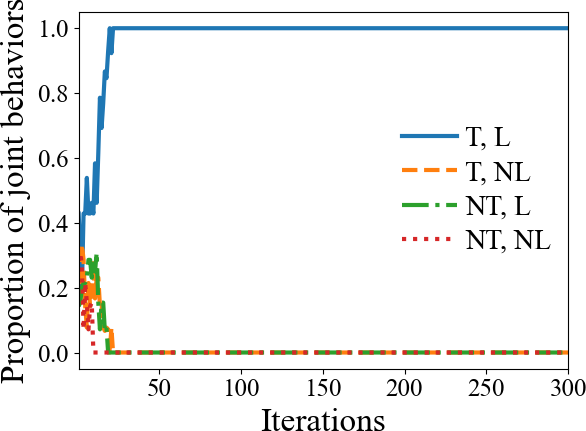 Proportion of joint behaviors
1.0
0.8
0.6
0.4
0.2
0.0
T, L
T, NL
NT, L
NT, NL
50 100 150 200 250 300
Iterations